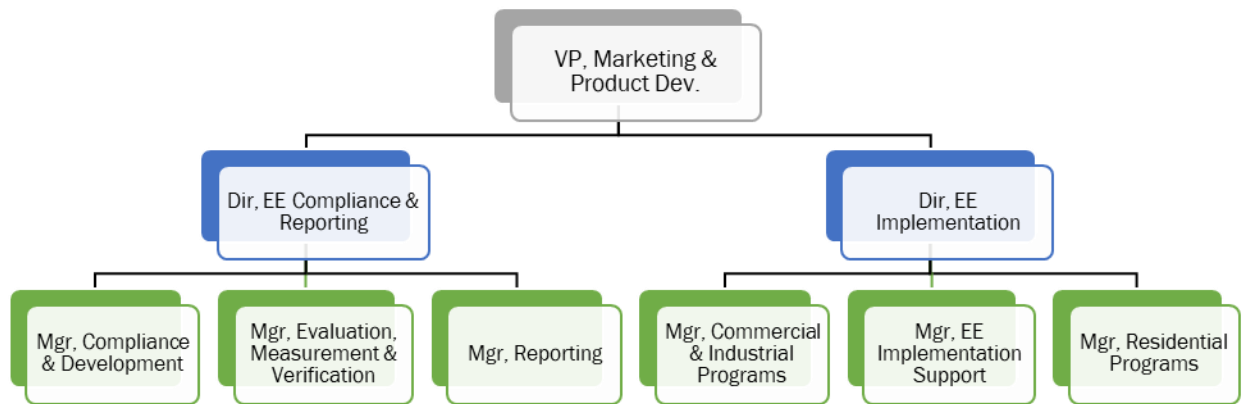 VP, Marketing &
Product Dev.
Dir, EE Compliance &
Reporting
Dir, EE
Implementation
Mgr, Compliance
& Development
Mgr, Evaluation,
Measurement &
Verification
Mgr, Reporting
Mgr, Commercial
& Industrial
Programs
Mgr, EE
Implementation
Support
Mgr, Residential
Programs